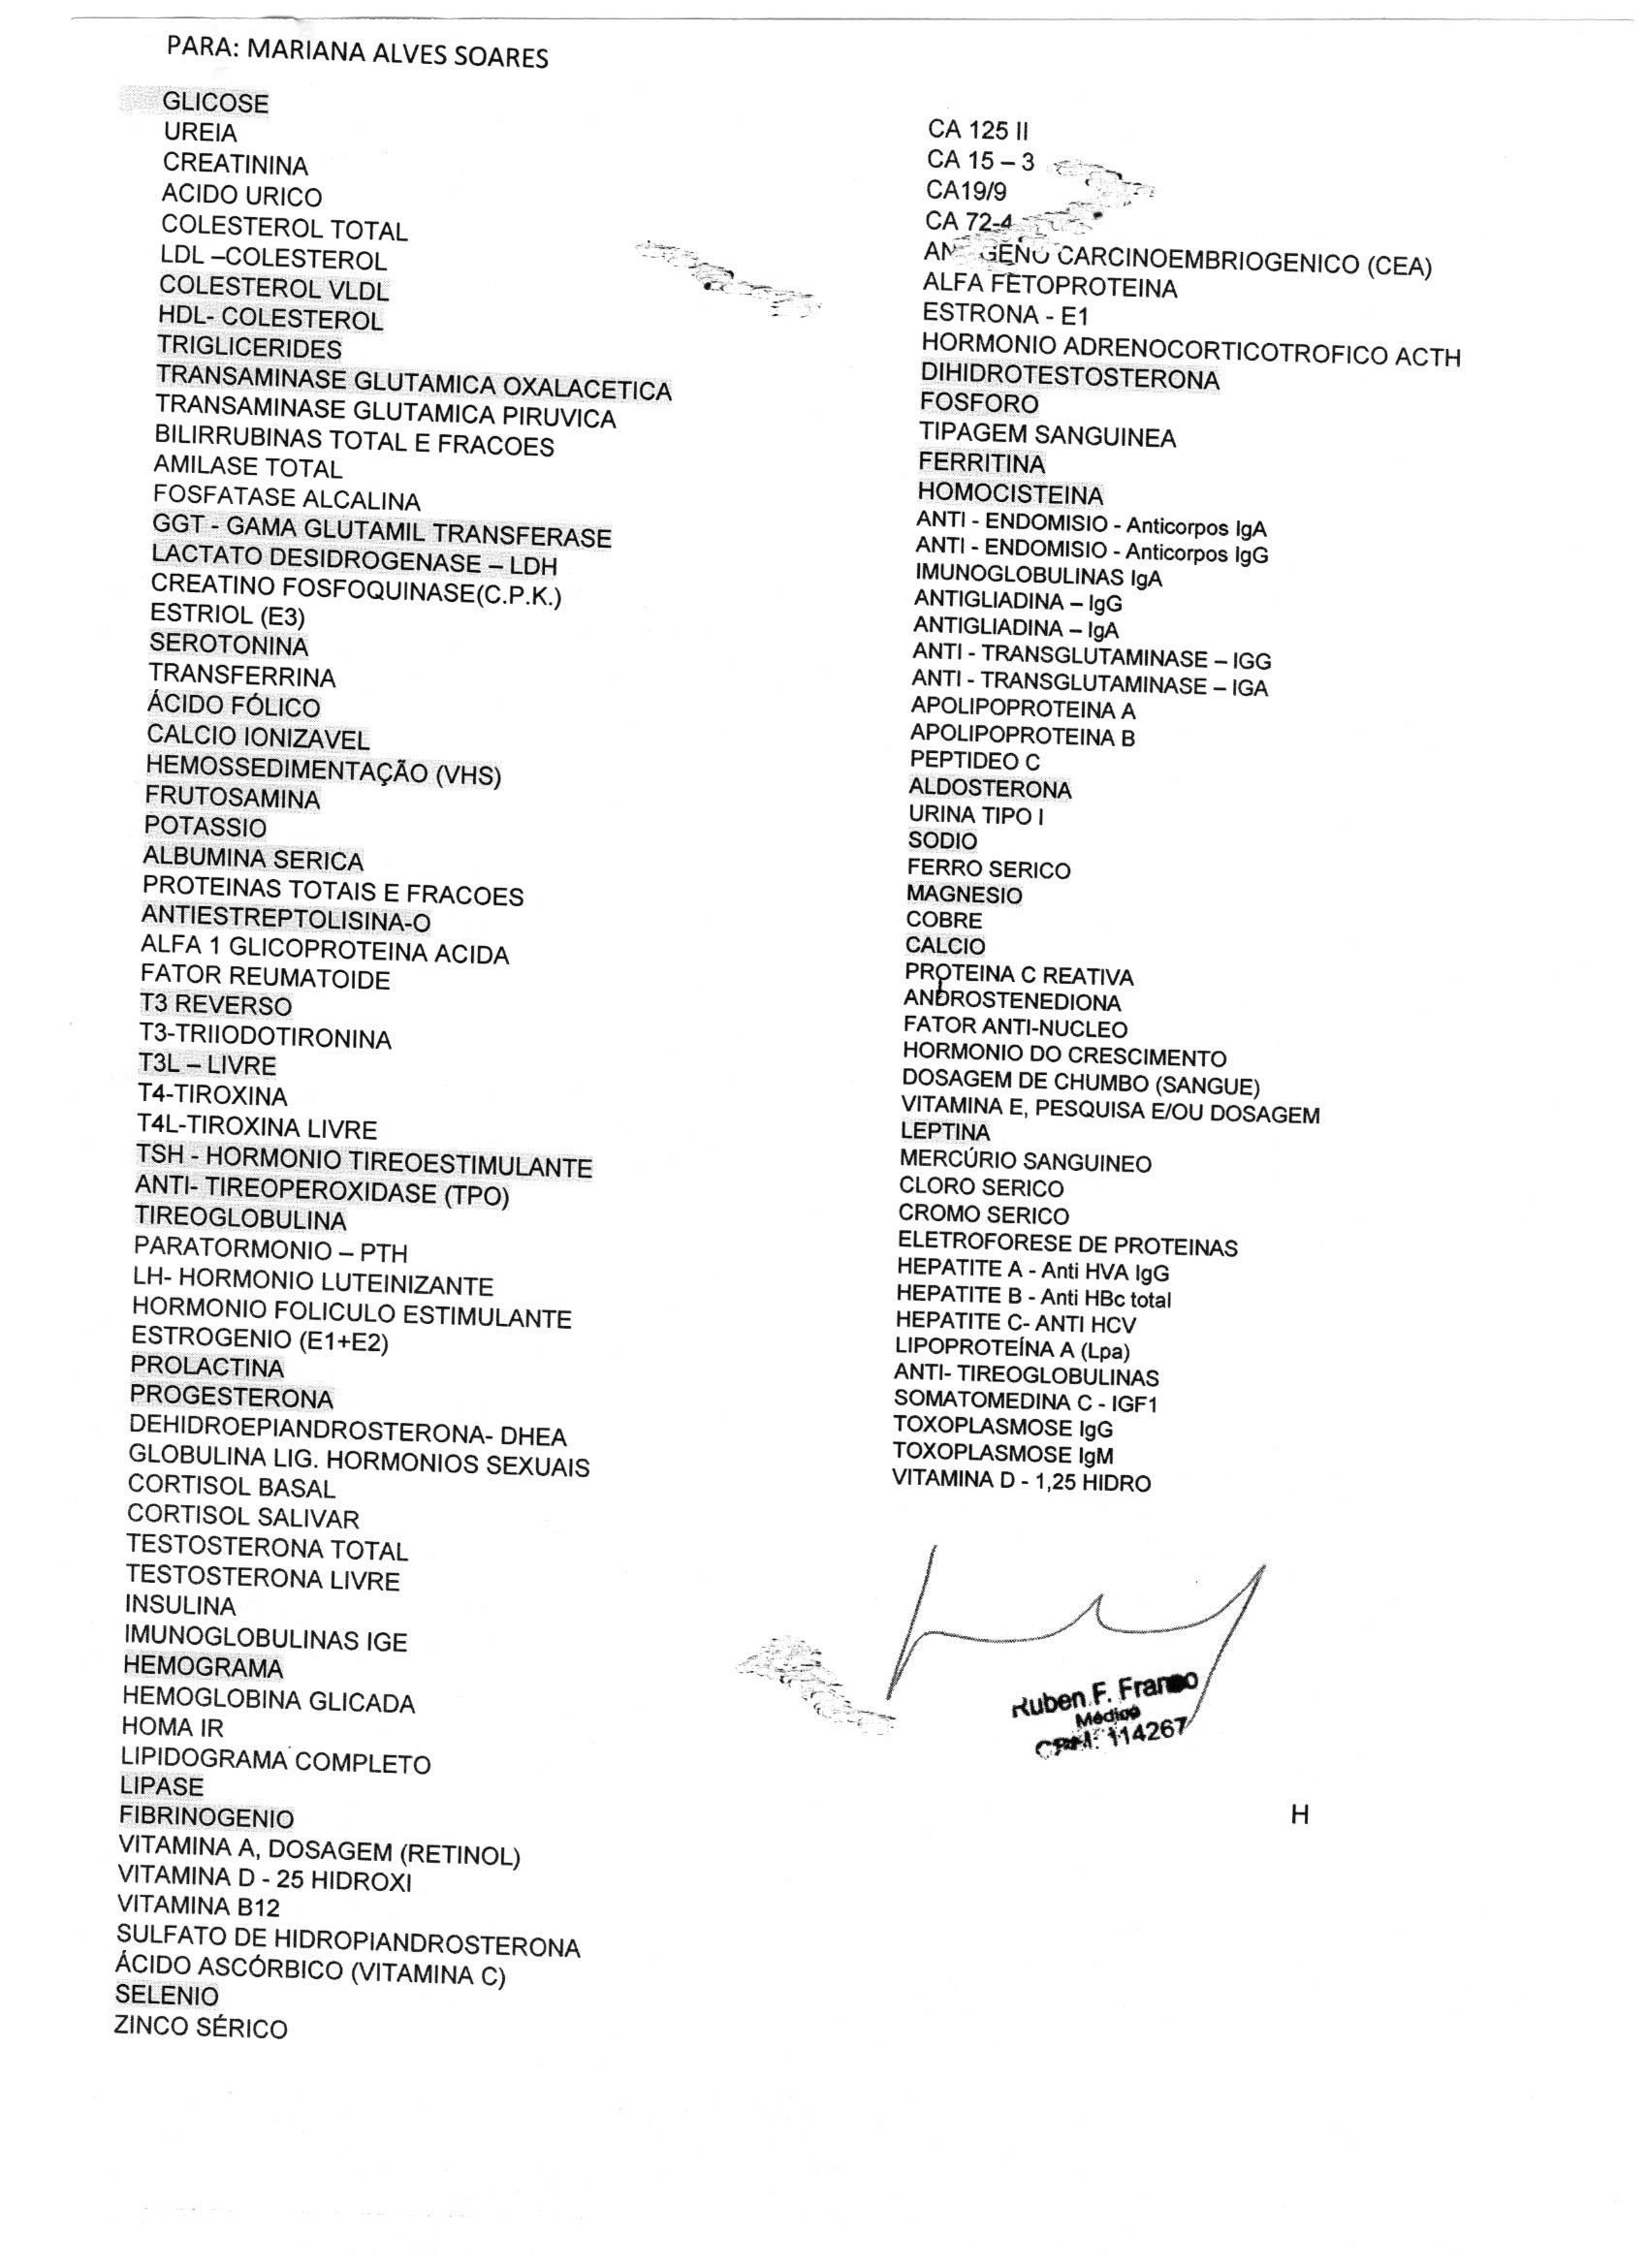 PARA: MARIANA ALVES SOARES
GLICOSE
UREIA
CREATININA
ACIDO URICO
COLESTEROL TOTAL
LDL –COLESTEROL
COLESTEROL VLDL
HDL- COLESTEROL
TRIGLICERIDES
TRANSAMINASE GLUTAMICA OXALACETICA
TRANSAMINASE GLUTAMICA PIRUVICA
BILIRRUBINAS TOTAL E FRACOES
AMILASE TOTAL
FOSFATASE ALCALINA
GGT - GAMA GLUTAMIL TRANSFERASE
LACTATO DESIDROGENASE – LDH
CREATINO FOSFOQUINASE(C.P.K.)
ESTRIOL (E3)
SEROTONINA
TRANSFERRINA
ÁCIDO FÓLICO
CALCIO IONIZAVEL
HEMOSSEDIMENTAÇÃO (VHS)
FRUTOSAMINA
POTASSIO
ALBUMINA SERICA
PROTEINAS TOTAIS E FRACOES
ANTIESTREPTOLISINA-O
ALFA 1 GLICOPROTEINA ACIDA
FATOR REUMATOIDE
T3 REVERSO
T3-TRIIODOTIRONINA
T3L – LIVRE
T4-TIROXINA
T4L-TIROXINA LIVRE
TSH - HORMONIO TIREOESTIMULANTE
ANTI- TIREOPEROXIDASE (TPO)
TIREOGLOBULINA
PARATORMONIO – PTH
LH- HORMONIO LUTEINIZANTE
HORMONIO FOLICULO ESTIMULANTE
ESTROGENIO (E1+E2)
PROLACTINA
PROGESTERONA
DEHIDROEPIANDROSTERONA- DHEA
GLOBULINA LIG. HORMONIOS SEXUAIS
CORTISOL BASAL
CORTISOL SALIVAR
TESTOSTERONA TOTAL
TESTOSTERONA LIVRE
INSULINA
IMUNOGLOBULINAS IGE
HEMOGRAMA
HEMOGLOBINA GLICADA
HOMA IR
LIPIDOGRAMA COMPLETO
LIPASE
FIBRINOGENIO
VITAMINA A, DOSAGEM (RETINOL)
VITAMINA D - 25 HIDROXI
VITAMINA B12
SULFATO DE HIDROPIANDROSTERONA
ÁCIDO ASCÓRBICO (VITAMINA C)
SELENIO
ZINCO SÉRICO
CA 125 II
CA 15 – 3
CA19/9
CA 72-4
CARCINOEMBRIOGENICO (CEA)
ALFA FETOPROTEINA
ESTRONA - E1
HORMONIO ADRENOCORTICOTROFICO ACTH
DIHIDROTESTOSTERONA
FOSFORO
TIPAGEM SANGUINEA
FERRITINA
HOMOCISTEINA
ANTI - ENDOMISIO - Anticorpos IgA
ANTI - ENDOMISIO - Anticorpos IgG
IMUNOGLOBULINAS IgA
ANTIGLIADINA – IgG
ANTIGLIADINA – IgA
ANTI - TRANSGLUTAMINASE – IGG
ANTI - TRANSGLUTAMINASE – IGA
APOLIPOPROTEINA A
APOLIPOPROTEINA B
PEPTIDEO C
ALDOSTERONA
URINA TIPO I
SODIO
FERRO SERICO
MAGNESIO
COBRE
CALCIO
PROTEINA C REATIVA
ANDROSTENEDIONA
FATOR ANTI-NUCLEO
HORMONIO DO CRESCIMENTO
DOSAGEM DE CHUMBO (SANGUE)
VITAMINA E, PESQUISA E/OU DOSAGEM
LEPTINA
MERCÚRIO SANGUINEO
CLORO SERICO
CROMO SERICO
ELETROFORESE DE PROTEINAS
HEPATITE A - Anti HVA IgG
HEPATITE B - Anti HBc total
HEPATITE C- ANTI HCV
LIPOPROTEÍNA A (Lpa)
ANTI- TIREOGLOBULINAS
SOMATOMEDINA C - IGF1
TOXOPLASMOSE IgG
TOXOPLASMOSE IgM
VITAMINA D - 1,25 HIDRO
Ruben F. Franco
Médico
CRM: 114267
H